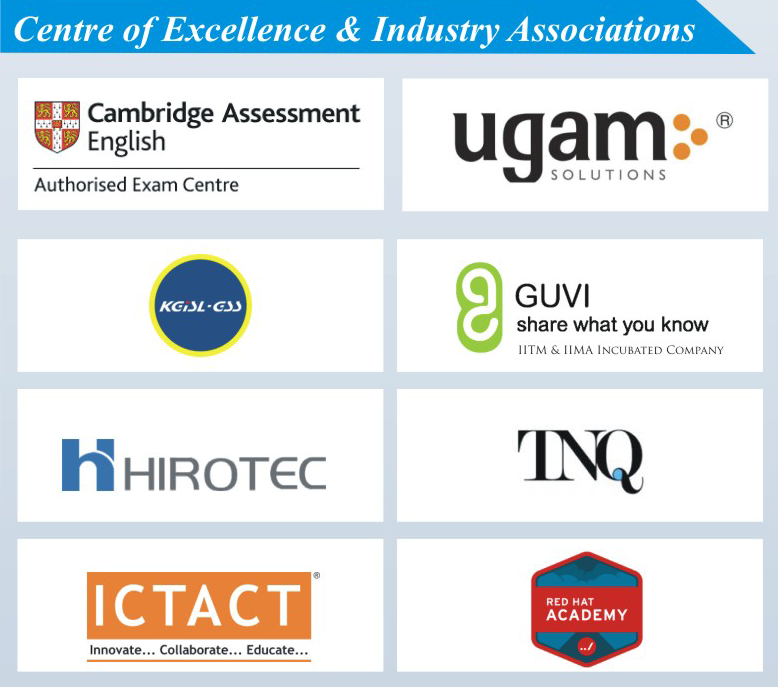 Centre of Excellence & Industry Associations
Cambridge Assessment
English
Authorised Exam Centre
ugam ®
SOLUTIONS
KGiSL-GSS
GUVI
share what you know
IITM & IIMA INCUBATED COMPANY
HIROTEC
TNQ
ICTACT ®
Innovate... Collaborate... Educate...
RED HAT
ACADEMY
../